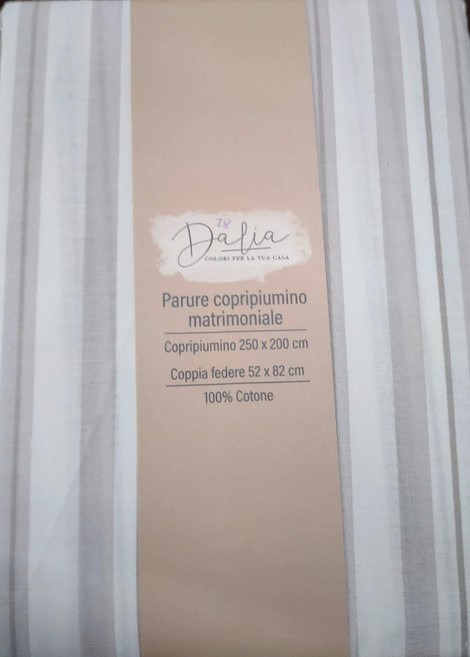 18
Dalia
COLORI PER LA TUA CASA
Parure copripiumino
matrimoniale
Copripiumino 250 x 200 cm
Coppia federe 52 x 82 cm
100% Cotone